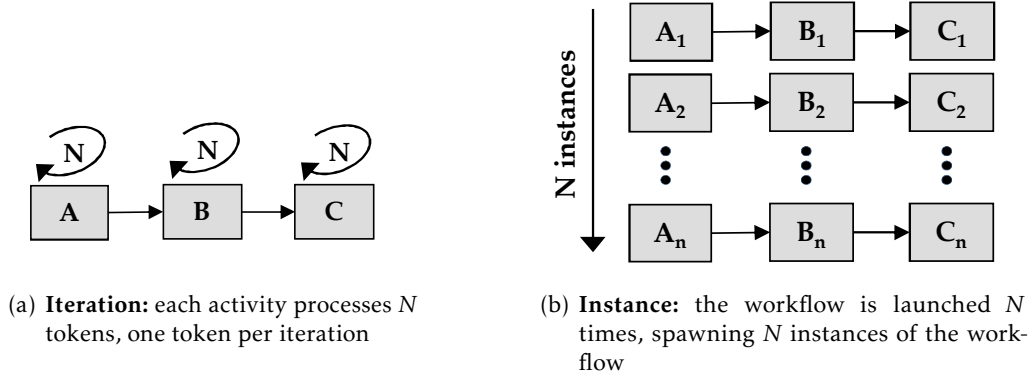 N N N
A B C
(a) Iteration: each activity processes N
tokens, one token per iteration
N instances
A₁ B₁ C₁
A₂ B₂ C₂
Aₙ Bₙ Cₙ
(b) Instance: the workflow is launched N
times, spawning N instances of the work-
flow